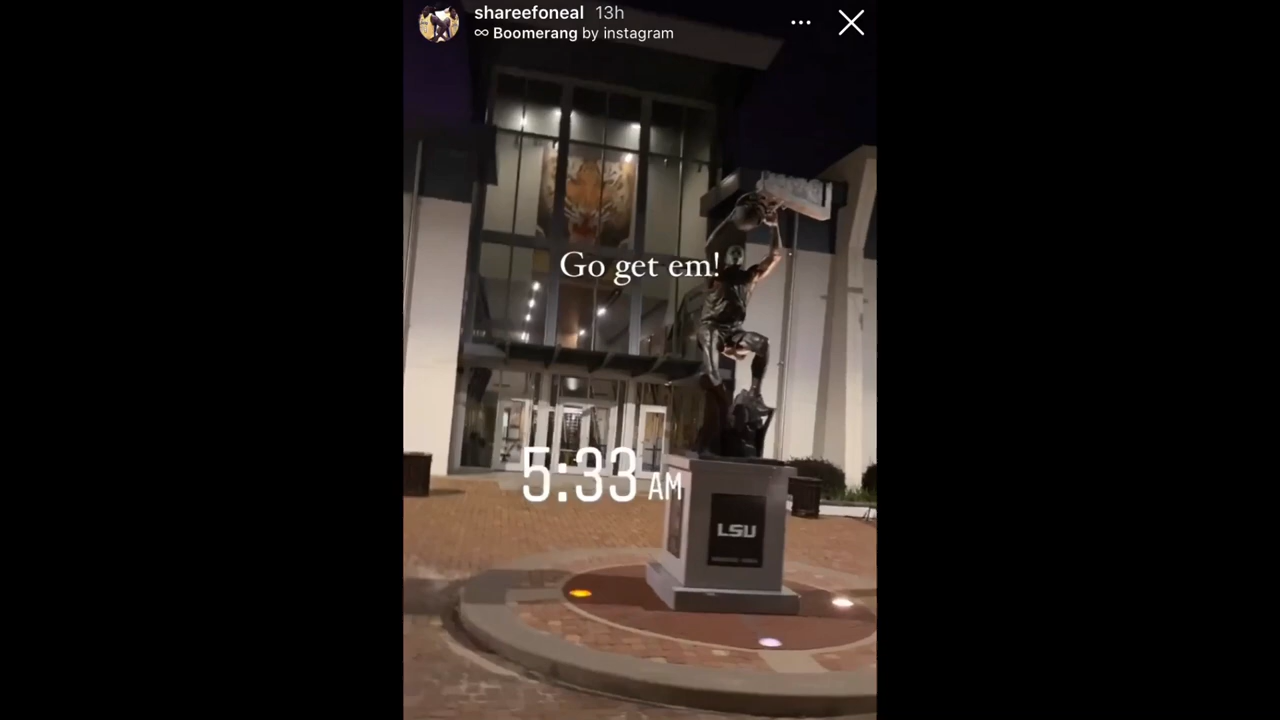 shareefoneal 13h
∞ Boomerang by instagram
Go get em!
5:33 AM
LSU